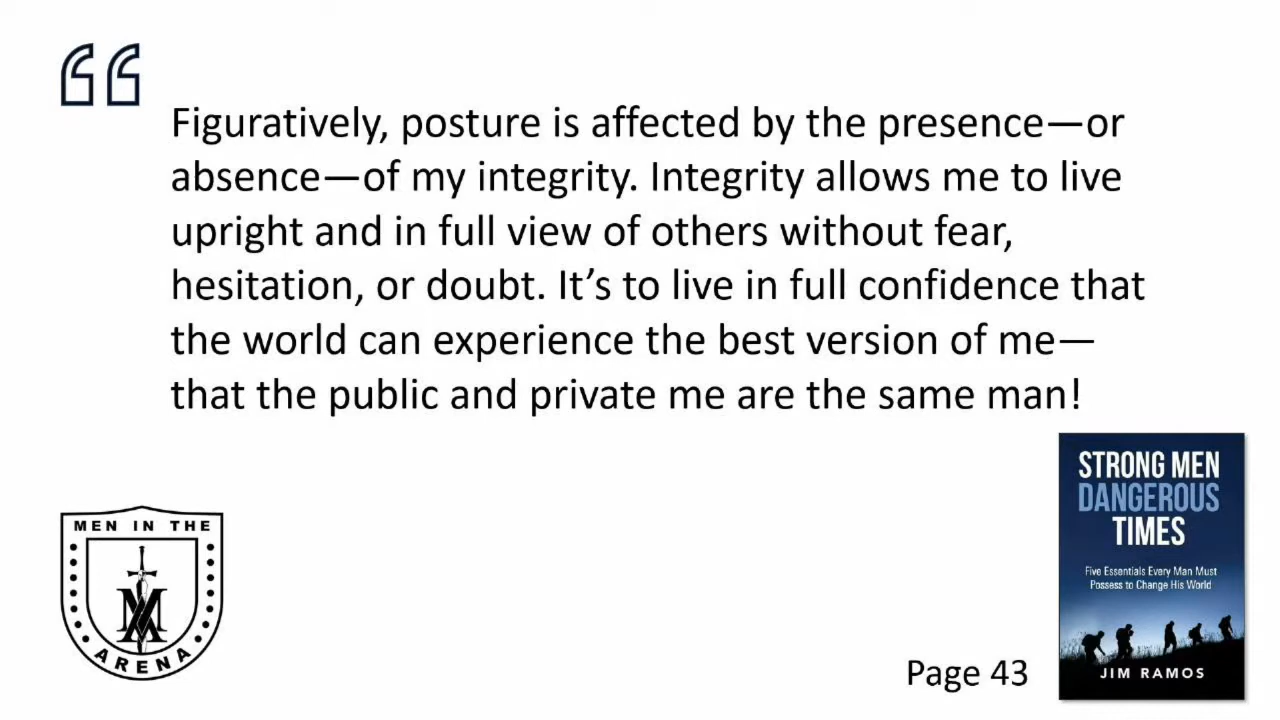 Figuratively, posture is affected by the presence—or
absence—of my integrity. Integrity allows me to live
upright and in full view of others without fear,
hesitation, or doubt. It’s to live in full confidence that
the world can experience the best version of me—
that the public and private me are the same man!
STRONG MEN
DANGEROUS
TIMES
Five Essentials Every Man Must
Possess to Change His World
JIM RAMOS
MEN IN THE
M
ARENA
Page 43